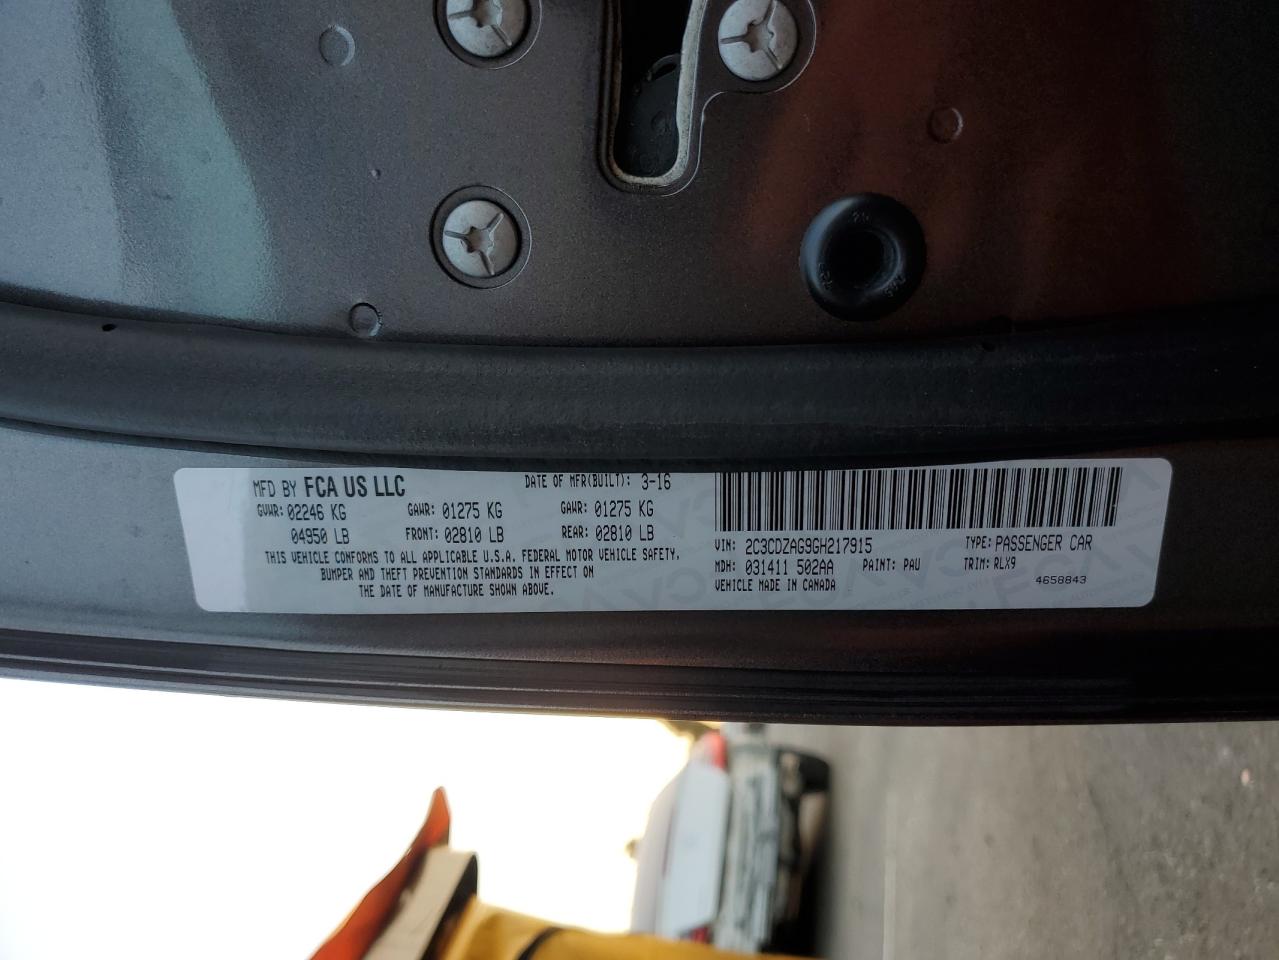 MFD BY FCA US LLC DATE OF MFR(BUILT): 3-16
GVWR: 02246 KG GAWR: 01275 KG GAWR: 01275 KG
04950 LB FRONT: 02810 LB REAR: 02810 LB
THIS VEHICLE CONFORMS TO ALL APPLICABLE U.S.A. FEDERAL MOTOR VEHICLE SAFETY,
BUMPER AND THEFT PREVENTION STANDARDS IN EFFECT ON
THE DATE OF MANUFACTURE SHOWN ABOVE.
VIN: 2C3CDZAG9GH217915 TYPE: PASSENGER CAR
MDH: 031411 502AA PAINT: PAU TRIM: RLX9
VEHICLE MADE IN CANADA 4658843